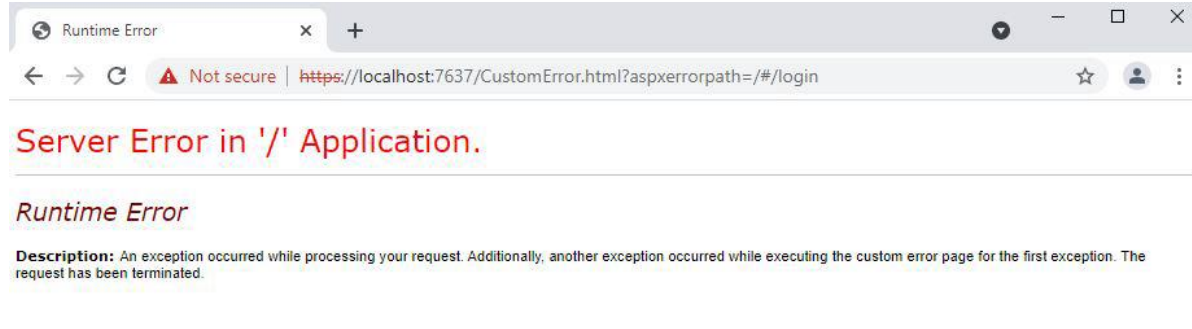 Runtime Error
Not secure | https://localhost:7637/CustomError.html?aspxerrorpath=/#/login
Server Error in '/' Application.
Runtime Error
Description: An exception occurred while processing your request. Additionally, another exception occurred while executing the custom error page for the first exception. The
request has been terminated.